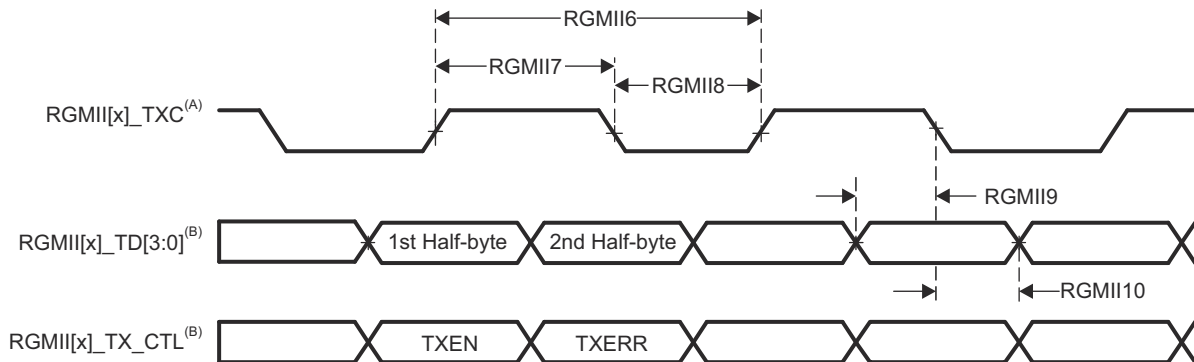 RGMII6
RGMII7
RGMII8
RGMII[x]_TXC(A)
RGMII9
RGMII[x]_TD[3:0](B)
1st Half-byte
2nd Half-byte
RGMII10
RGMII[x]_TX_CTL(B)
TXEN
TXERR